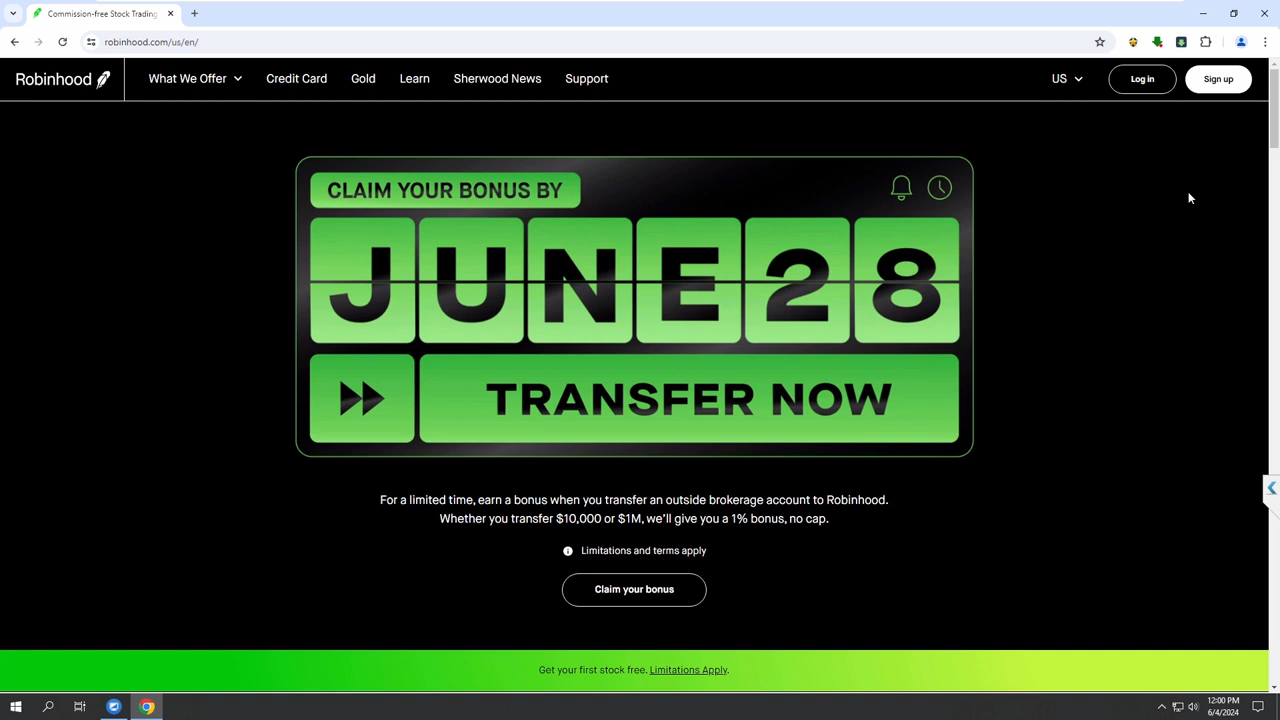 Commission-free Stock Trading
robinhood.com/us/en/
Robinhood
What We Offer
Credit Card
Gold
Learn
Sherwood News
Support
US
Log in
Sign up
CLAIM YOUR BONUS BY
JUNE28
TRANSFER NOW
For a limited time, earn a bonus when you transfer an outside brokerage account to Robinhood.
Whether you transfer $10,000 or $1M, we'll give you a 1% bonus, no cap.
Limitations and terms apply
Claim your bonus
Get your first stock free. Limitations Apply.
12:00 PM
6/4/2024